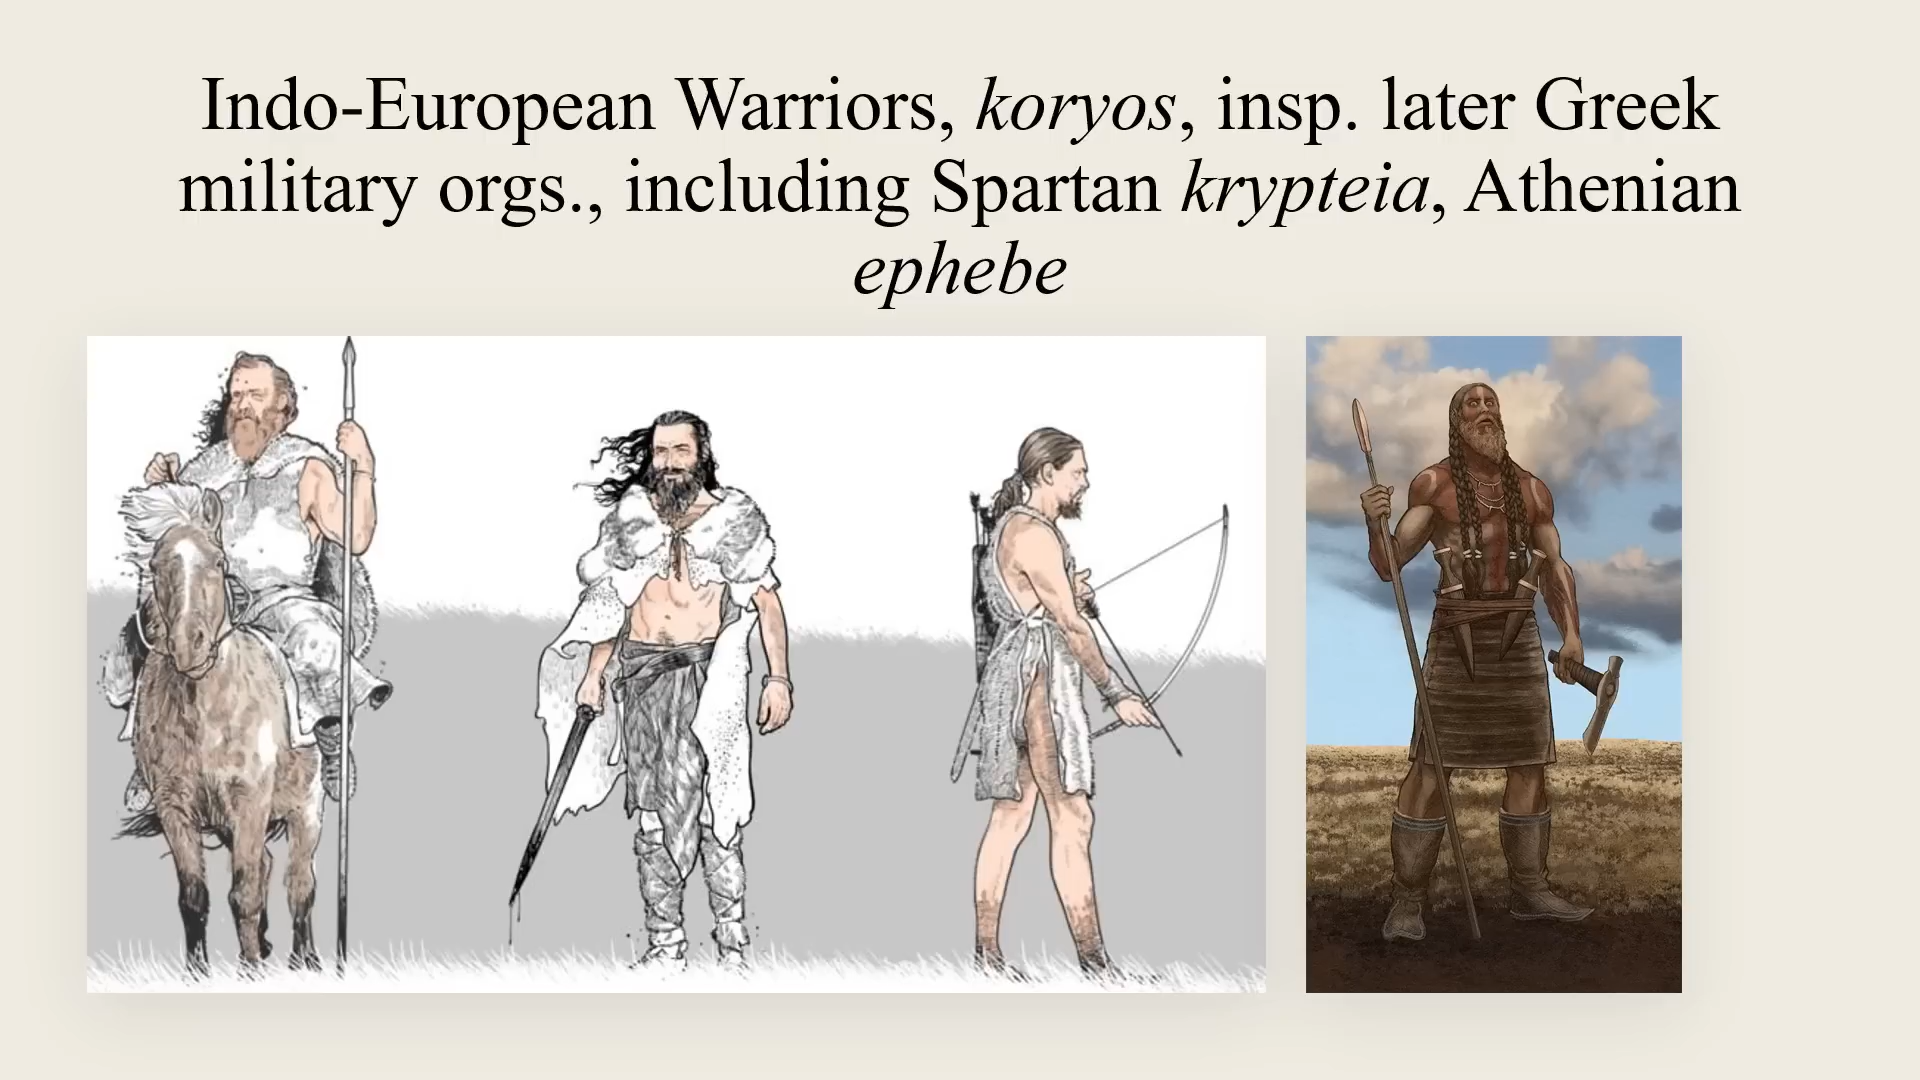 Indo-European Warriors, koryos, insp. later Greek
military orgs., including Spartan krypteia, Athenian
ephebe